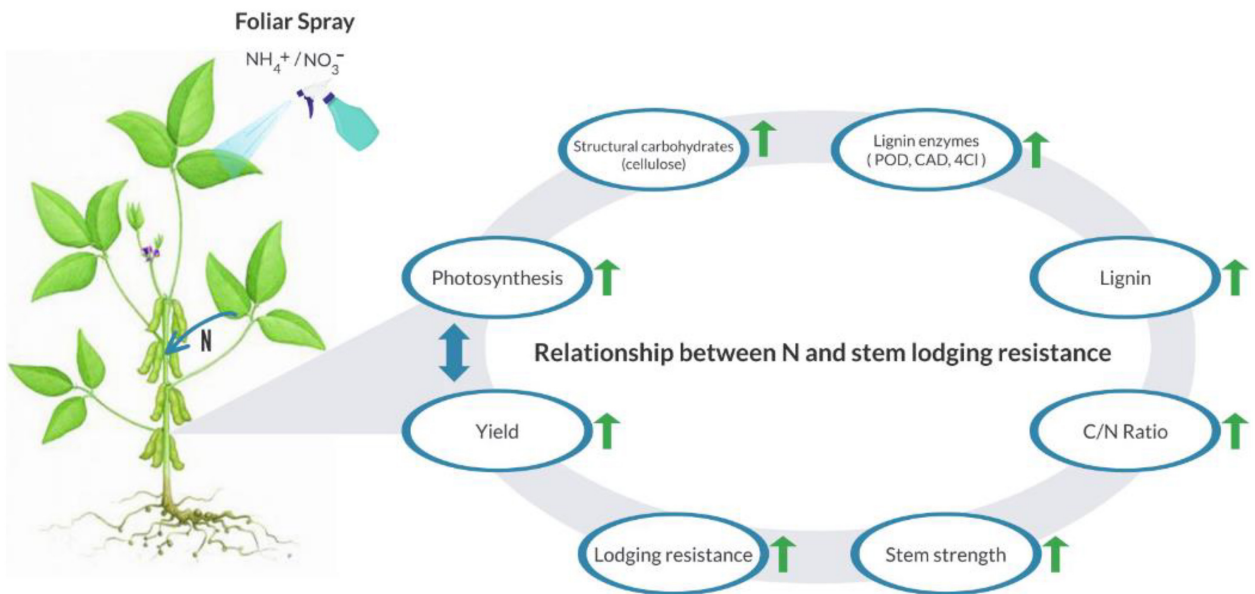 Foliar Spray
NH₄⁺ / NO₃⁻
Structural carbohydrates
(cellulose)
Lignin enzymes
( POD, CAD, 4Cl )
Photosynthesis
Lignin
N
Relationship between N and stem lodging resistance
Yield
C/N Ratio
Lodging resistance
Stem strength